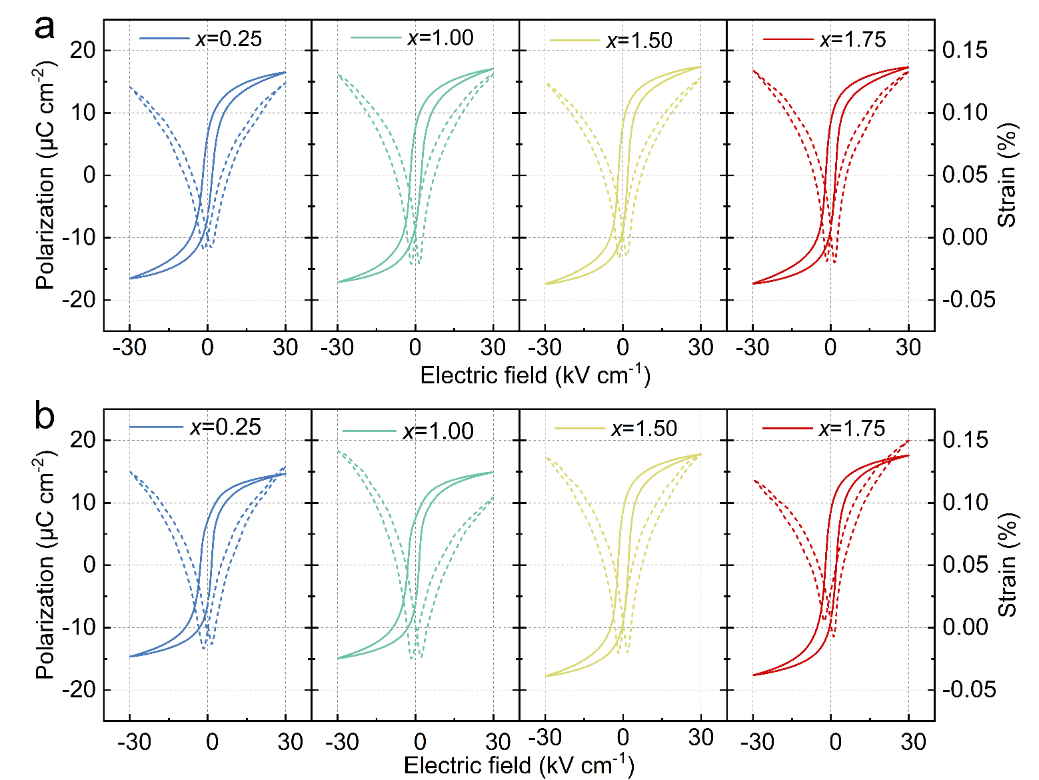 a
x=0.25
x=1.00
x=1.50
x=1.75
20
10
0
-10
-20
Polarization (μC cm-2)
0.15
0.10
0.05
0.00
-0.05
Strain (%)
-30 0 30 -30 0 30 -30 0 30 -30 0 30
Electric field (kV cm-1)
b
x=0.25
x=1.00
x=1.50
x=1.75
20
10
0
-10
-20
Polarization (μC cm-2)
0.15
0.10
0.05
0.00
-0.05
Strain (%)
-30 0 30 -30 0 30 -30 0 30 -30 0 30
Electric field (kV cm-1)